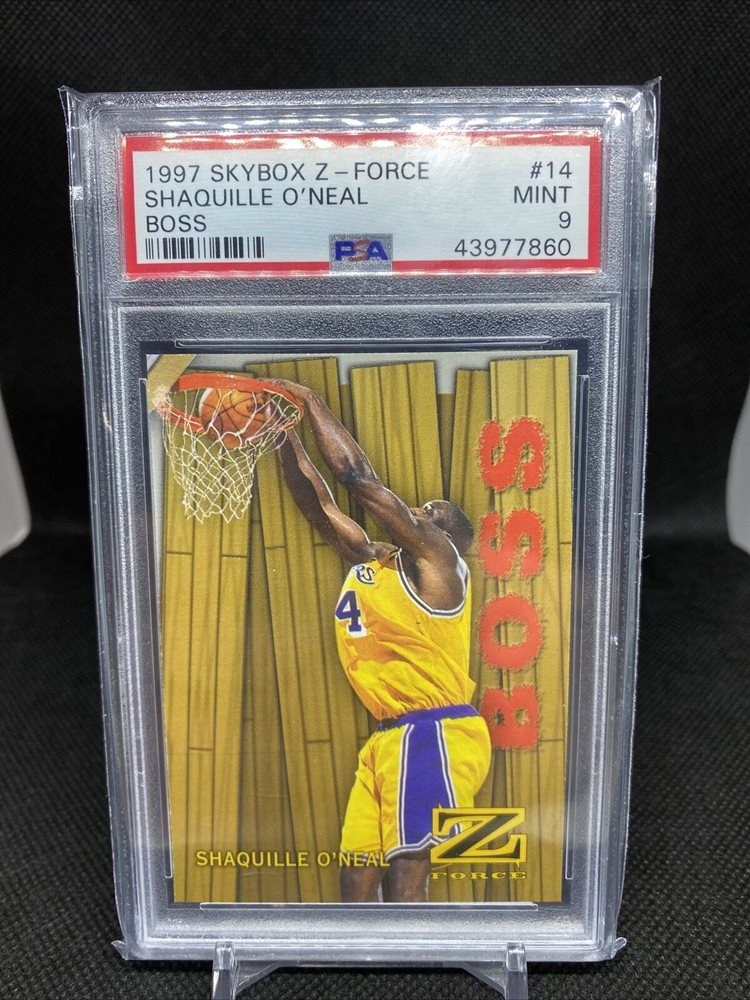 1997 SKYBOX Z-FORCE #14
SHAQUILLE O'NEAL MINT
BOSS 9
PSA 43977860
BOSS
4
SHAQUILLE O'NEAL
Z
FORCE